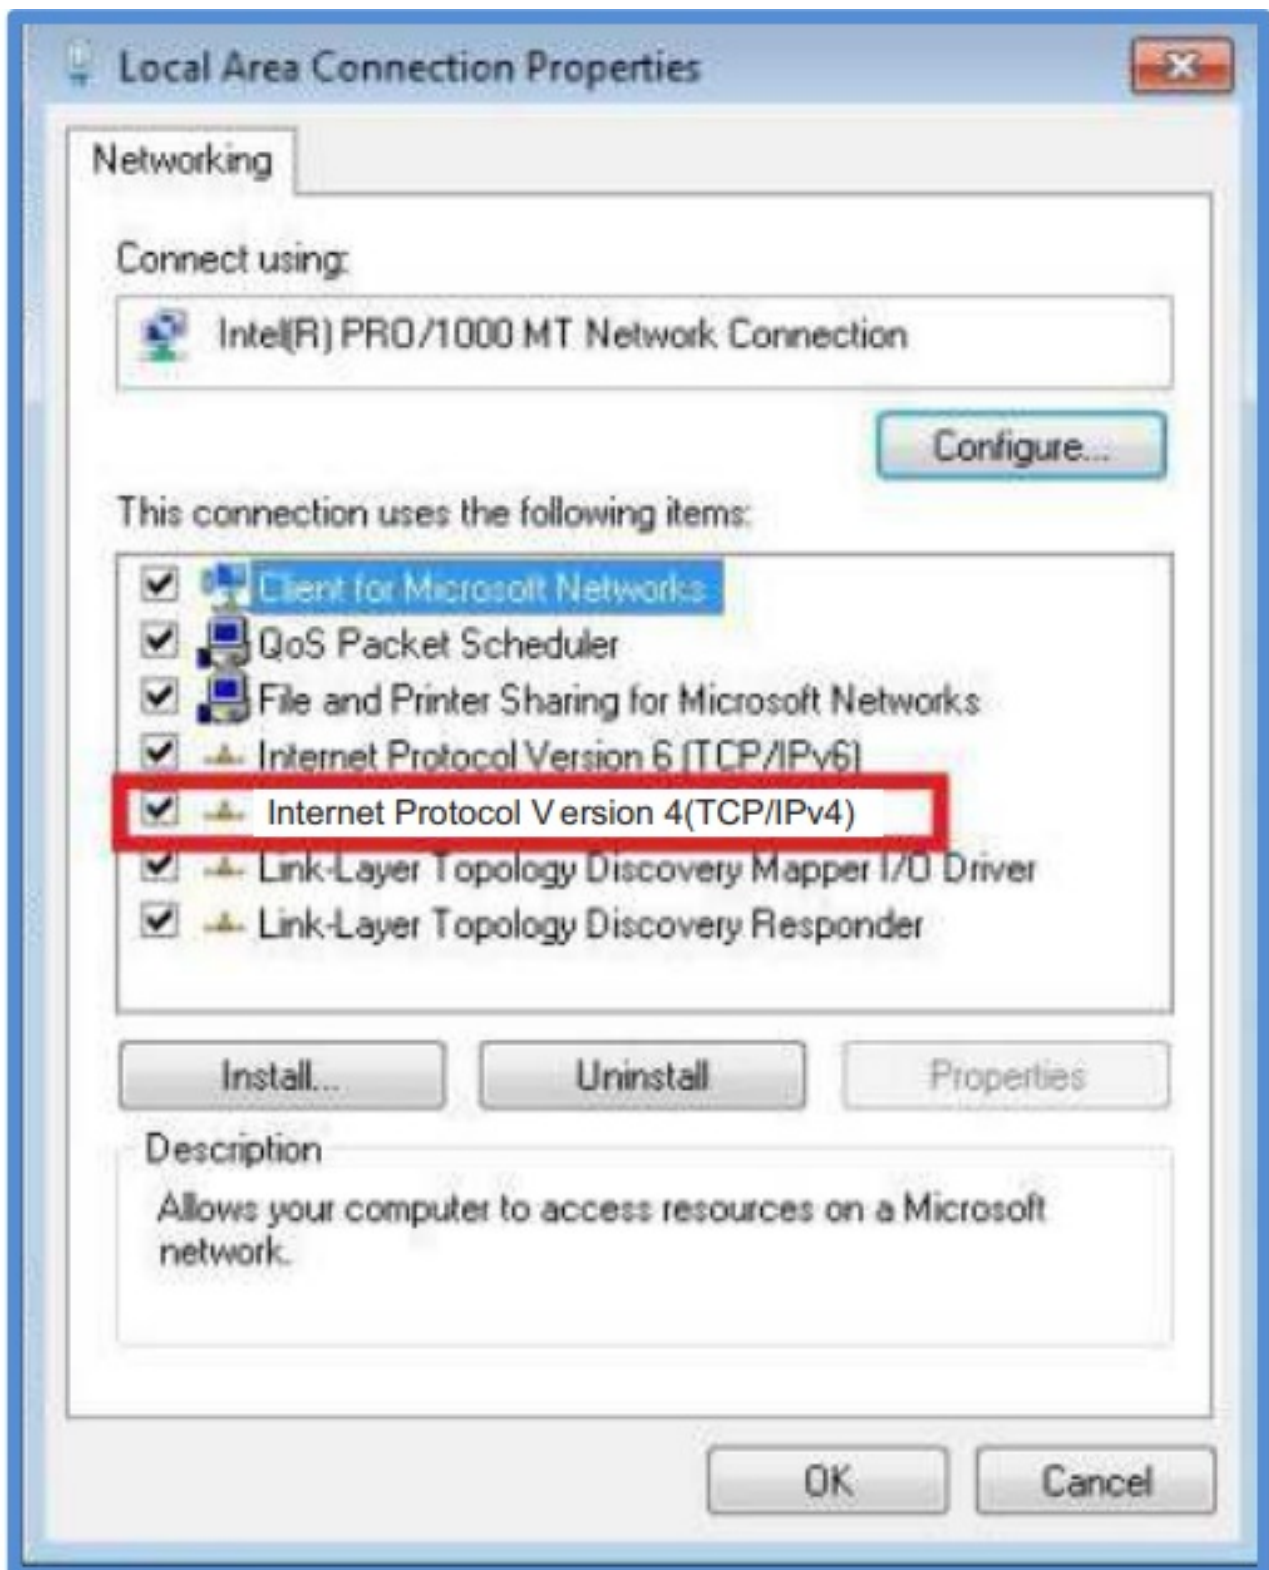 Local Area Connection Properties
Networking
Connect using:
Intel(R) PRO/1000 MT Network Connection
Configure...
This connection uses the following items:
Client for Microsoft Networks
QoS Packet Scheduler
File and Printer Sharing for Microsoft Networks
Internet Protocol Version 6 (TCP/IPv6)
Internet Protocol Version 4(TCP/IPv4)
Link-Layer Topology Discovery Mapper I/O Driver
Link-Layer Topology Discovery Responder
Install... Uninstall Properties
Description
Allows your computer to access resources on a Microsoft
network.
OK Cancel